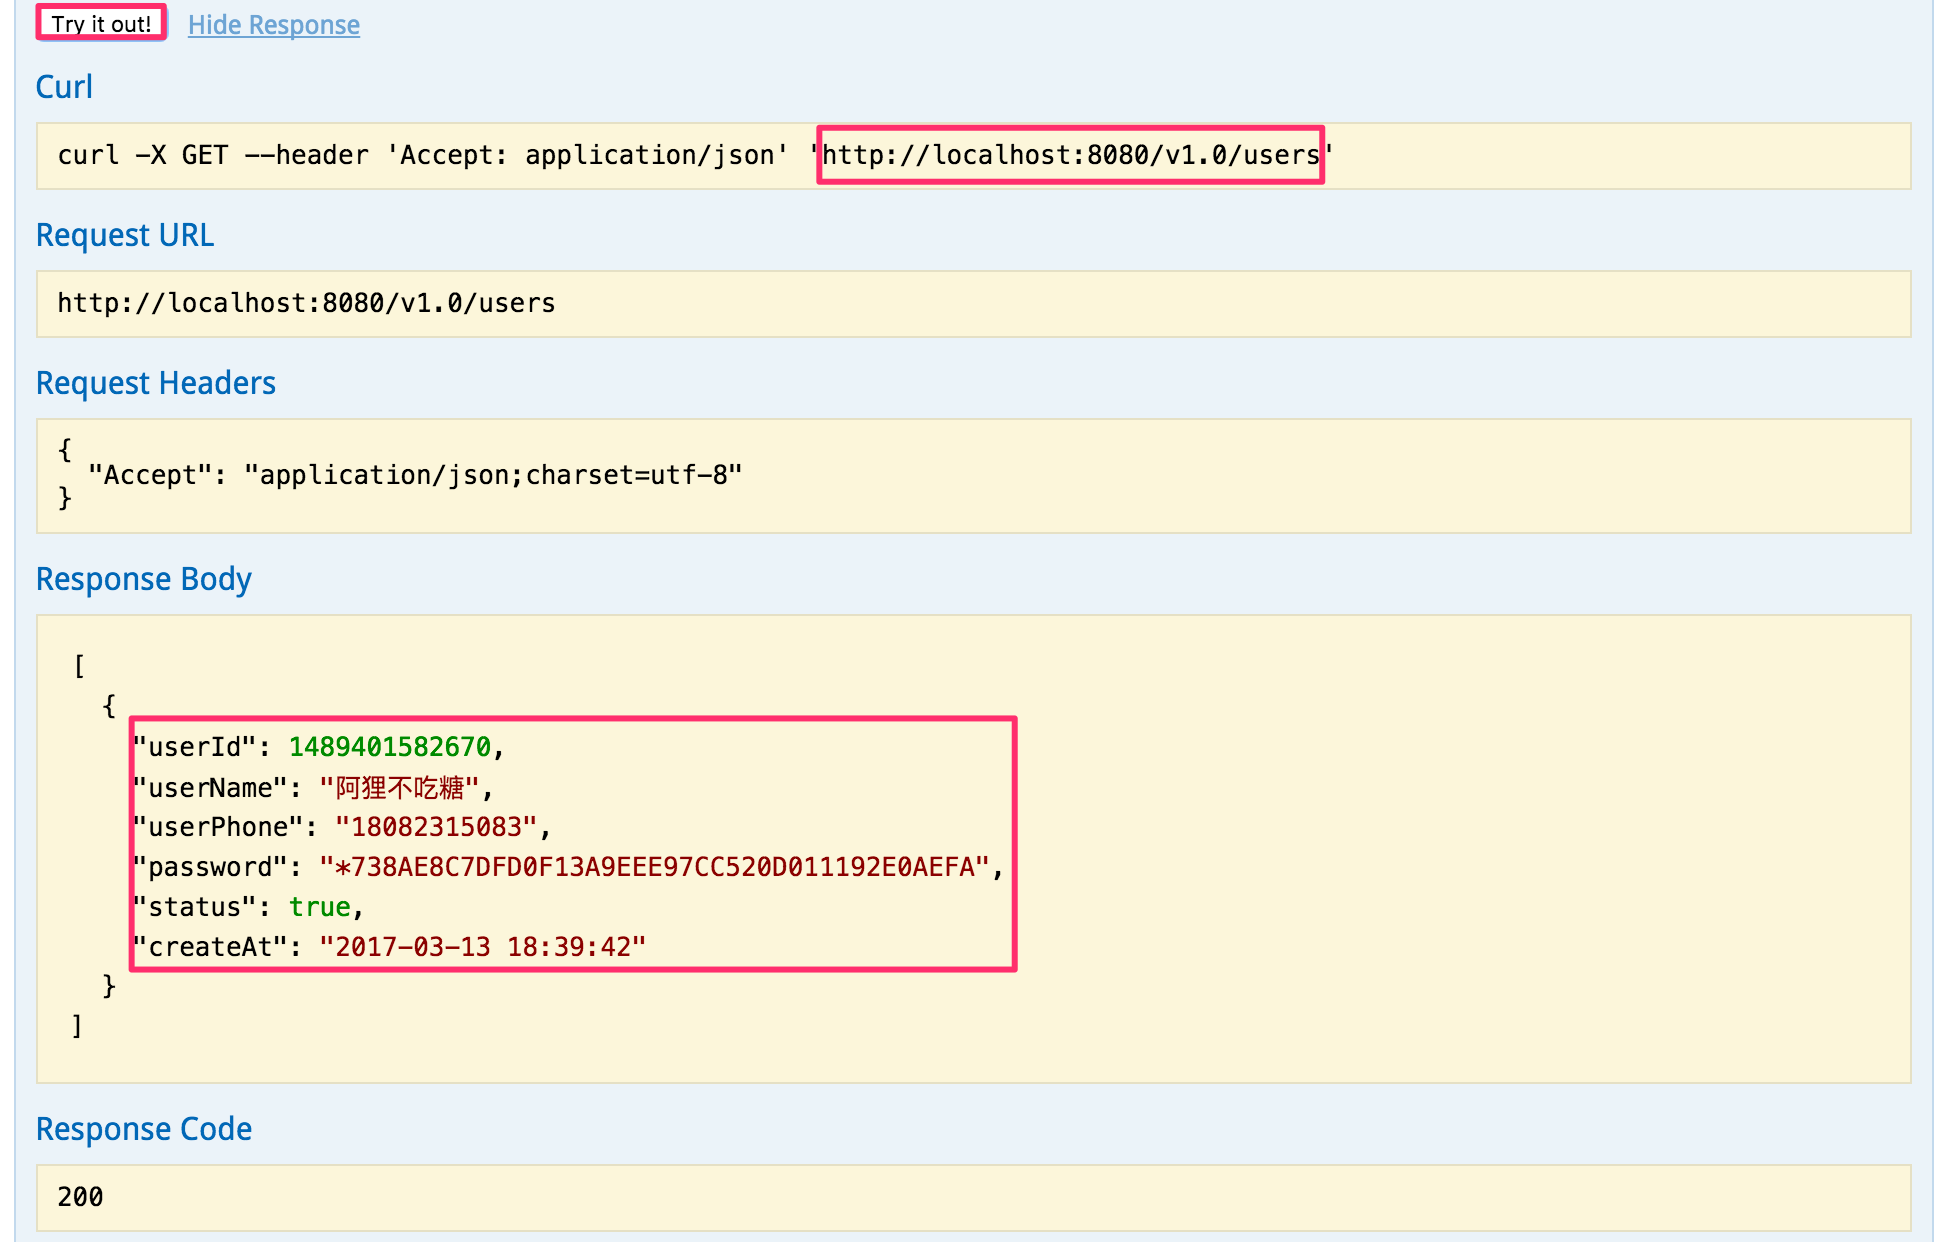 Try it out! Hide Response
Curl
curl -X GET --header 'Accept: application/json' 'http://localhost:8080/v1.0/users'
Request URL
http://localhost:8080/v1.0/users
Request Headers
{
"Accept": "application/json;charset=utf-8"
}
Response Body
[
{
"userId": 1489401582670,
"userName": "阿狸不吃糖",
"userPhone": "18082315083",
"password": "*738AE8C7DFD0F13A9EEE97CC520D011192E0AEFA",
"status": true,
"createAt": "2017-03-13 18:39:42"
}
]
Response Code
200